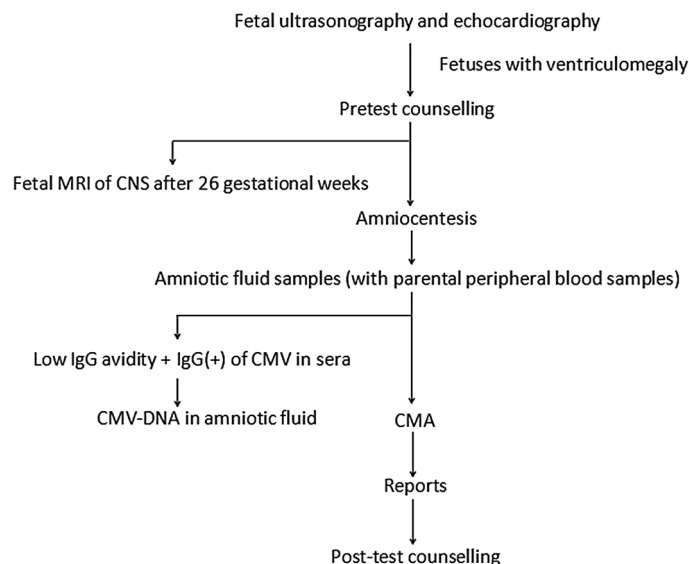 Fetal ultrasonography and echocardiography
Fetuses with ventriculomegaly
Pretest counselling
Fetal MRI of CNS after 26 gestational weeks
Amniocentesis
Amniotic fluid samples (with parental peripheral blood samples)
Low IgG avidity + IgG(+) of CMV in sera
CMV-DNA in amniotic fluid
CMA
Reports
Post-test counselling